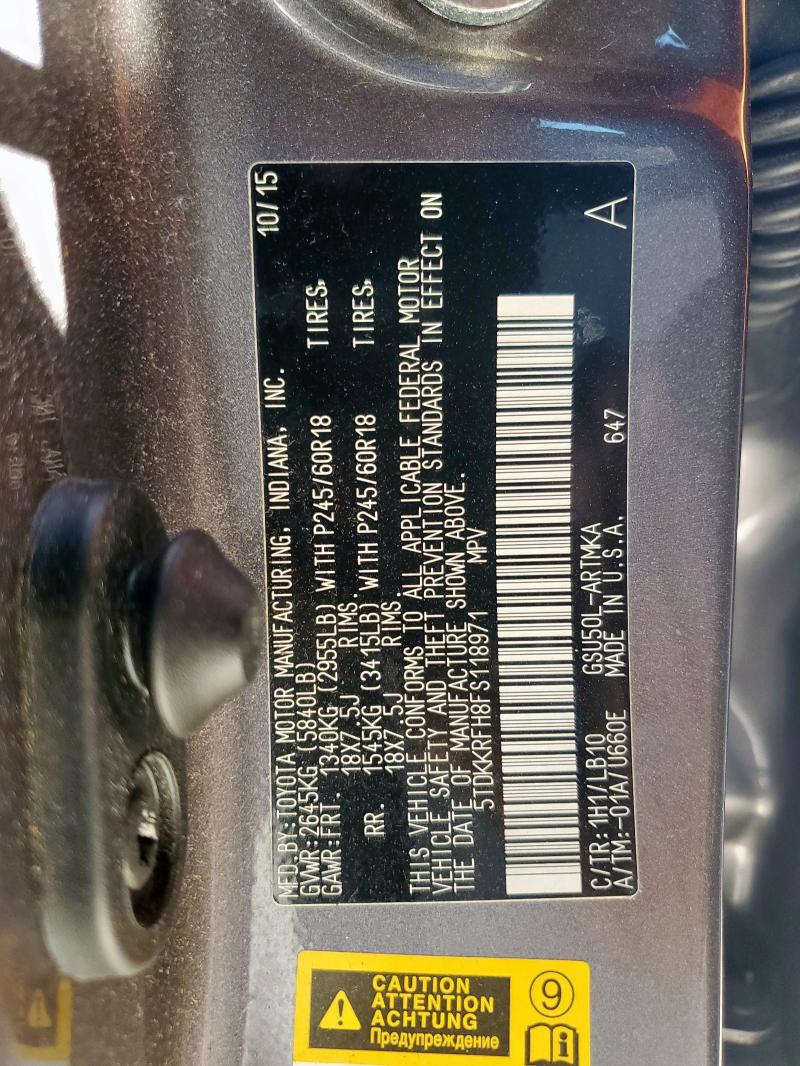 MFD.BY:TOYOTA MOTOR MANUFACTURING, INDIANA, INC. 10/15
GVWR:2645KG (5840LB)
GAWR:FRT. 1340KG (2955LB) WITH P245/60R18 TIRES,
18X7.5J RIMS
RR. 1545KG (3415LB) WITH P245/60R18 TIRES,
18X7.5J RIMS
THIS VEHICLE CONFORMS TO ALL APPLICABLE FEDERAL MOTOR
VEHICLE SAFETY AND THEFT PREVENTION STANDARDS IN EFFECT ON
THE DATE OF MANUFACTURE SHOWN ABOVE.
5TDKKRFH8FS118971 MPV
C/TR:1H1/LB10 GSU50L-ARTMKA
A/TM:-01A/U660E MADE IN U.S.A. 647 A
CAUTION
ATTENTION
ACHTUNG
Предупреждение
9
i